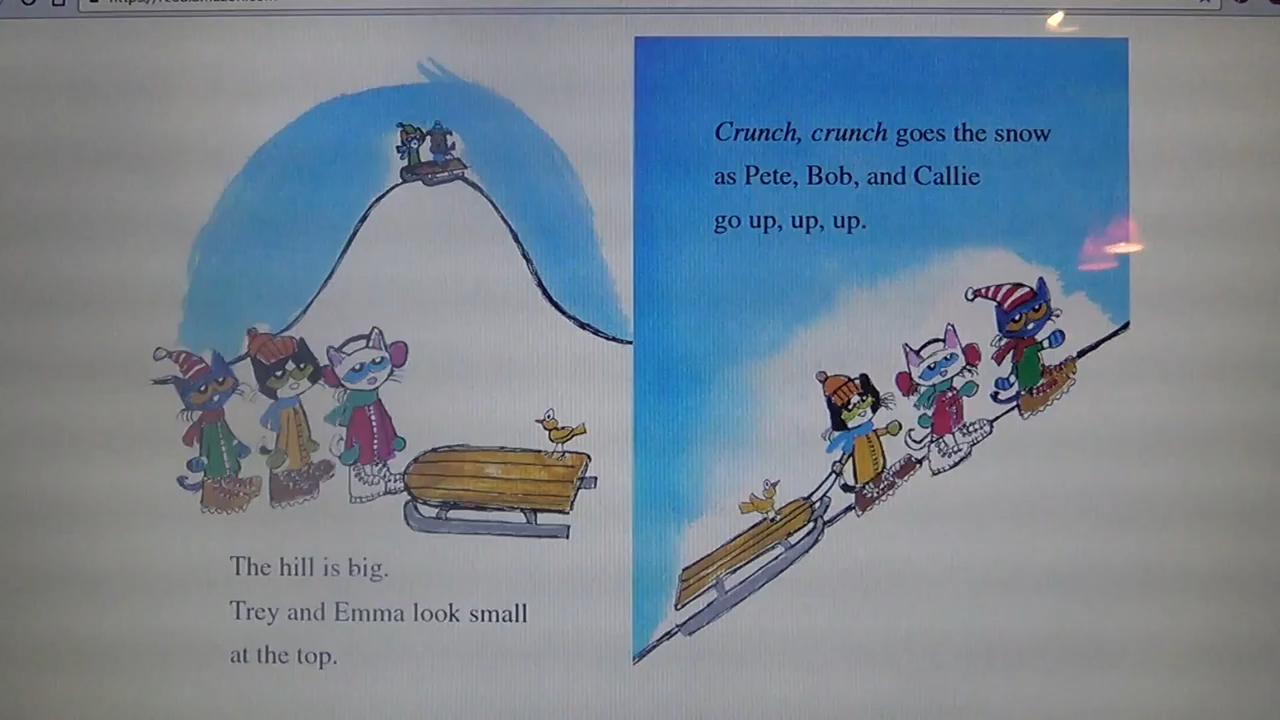 The hill is big.
Trey and Emma look small
at the top.
Crunch, crunch goes the snow
as Pete, Bob, and Callie
go up, up, up.